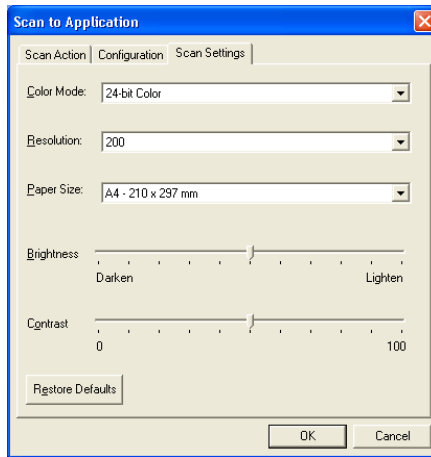 Scan to Application
Scan Action Configuration Scan Settings
Color Mode: 24-bit Color
Resolution: 200
Paper Size: A4 - 210 x 297 mm
Brightness
Darken Lighten
Contrast
0 100
Restore Defaults
OK Cancel